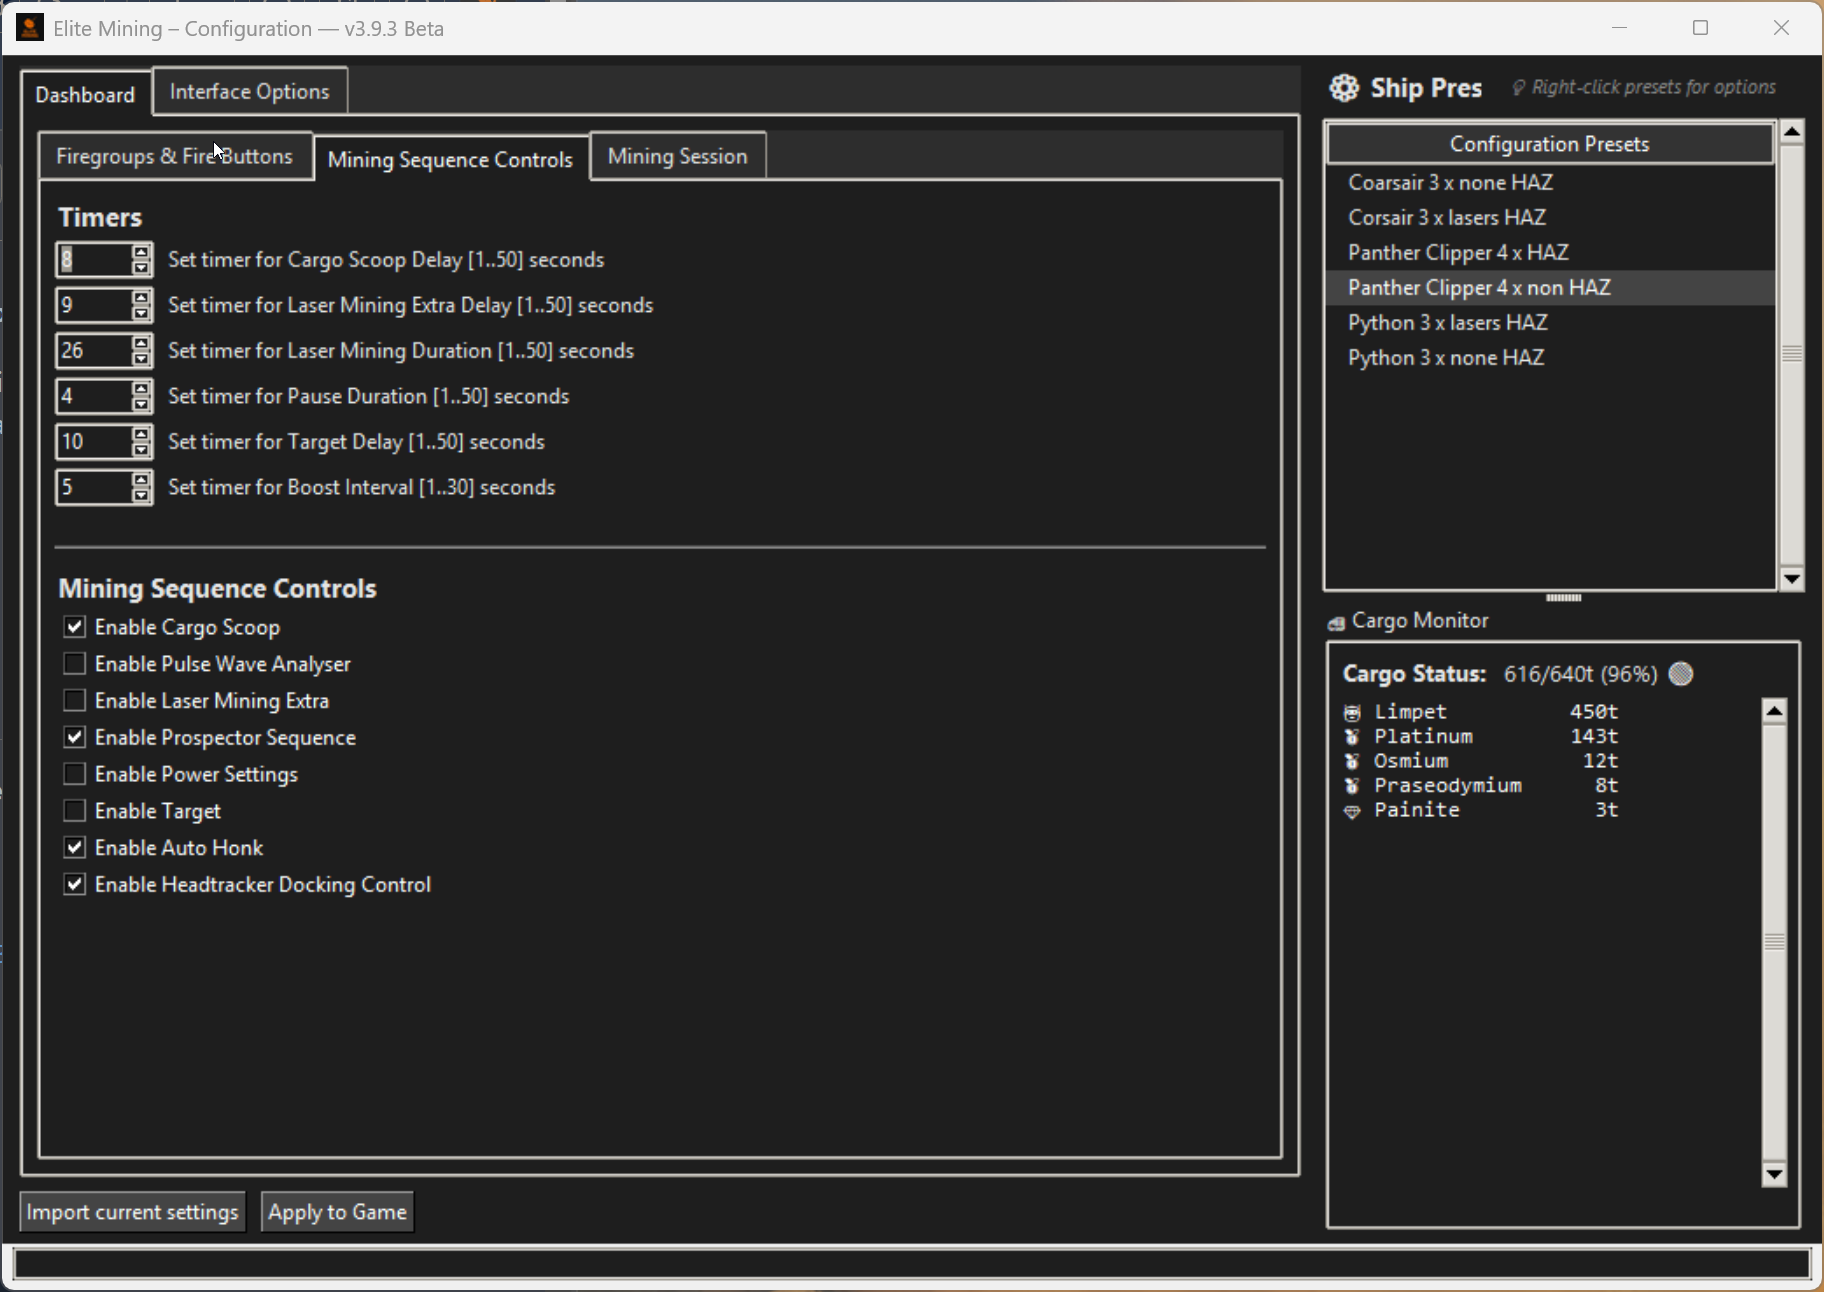 Elite Mining – Configuration — v3.9.3 Beta
Dashboard
Interface Options
Firegroups & Fire Buttons
Mining Sequence Controls
Mining Session
Timers
8 Set timer for Cargo Scoop Delay [1..50] seconds
9 Set timer for Laser Mining Extra Delay [1..50] seconds
26 Set timer for Laser Mining Duration [1..50] seconds
4 Set timer for Pause Duration [1..50] seconds
10 Set timer for Target Delay [1..50] seconds
5 Set timer for Boost Interval [1..30] seconds
Mining Sequence Controls
Enable Cargo Scoop
Enable Pulse Wave Analyser
Enable Laser Mining Extra
Enable Prospector Sequence
Enable Power Settings
Enable Target
Enable Auto Honk
Enable Headtracker Docking Control
Import current settings
Apply to Game
Ship Pres
Right-click presets for options
Configuration Presets
Coarsair 3 x none HAZ
Corsair 3 x lasers HAZ
Panther Clipper 4 x HAZ
Panther Clipper 4 x non HAZ
Python 3 x lasers HAZ
Python 3 x none HAZ
Cargo Monitor
Cargo Status: 616/640t (96%)
Limpet 450t
Platinum 143t
Osmium 12t
Praseodymium 8t
Painite 3t